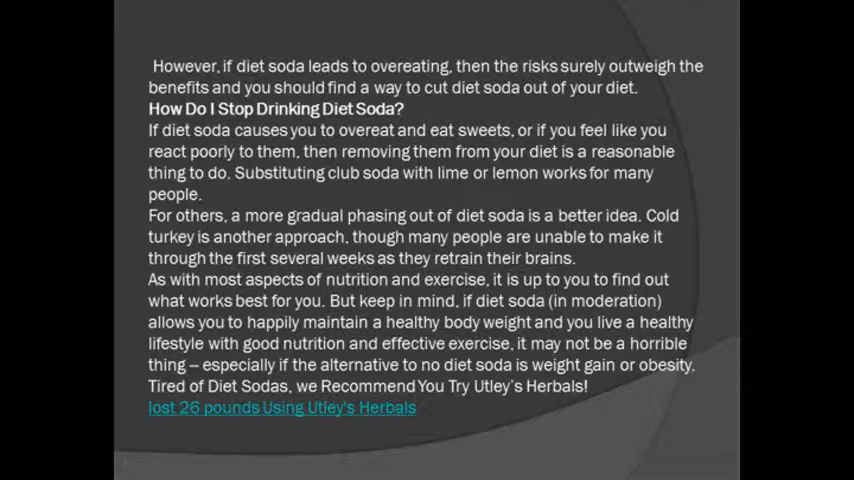 However, if diet soda leads to overeating, then the risks surely outweigh the
benefits and you should find a way to cut diet soda out of your diet.
How Do I Stop Drinking Diet Soda?
If diet soda causes you to overeat and eat sweets, or if you feel like you
react poorly to them, then removing them from your diet is a reasonable
thing to do. Substituting club soda with lime or lemon works for many
people.
For others, a more gradual phasing out of diet soda is a better idea. Cold
turkey is another approach, though many people are unable to make it
through the first several weeks as they retrain their brains.
As with most aspects of nutrition and exercise, it is up to you to find out
what works best for you. But keep in mind, if diet soda (in moderation)
allows you to happily maintain a healthy body weight and you live a healthy
lifestyle with good nutrition and effective exercise, it may not be a horrible
thing – especially if the alternative to no diet soda is weight gain or obesity.
Tired of Diet Sodas, we Recommend You Try Utley's Herbals!
lost 26 pounds Using Utley's Herbals